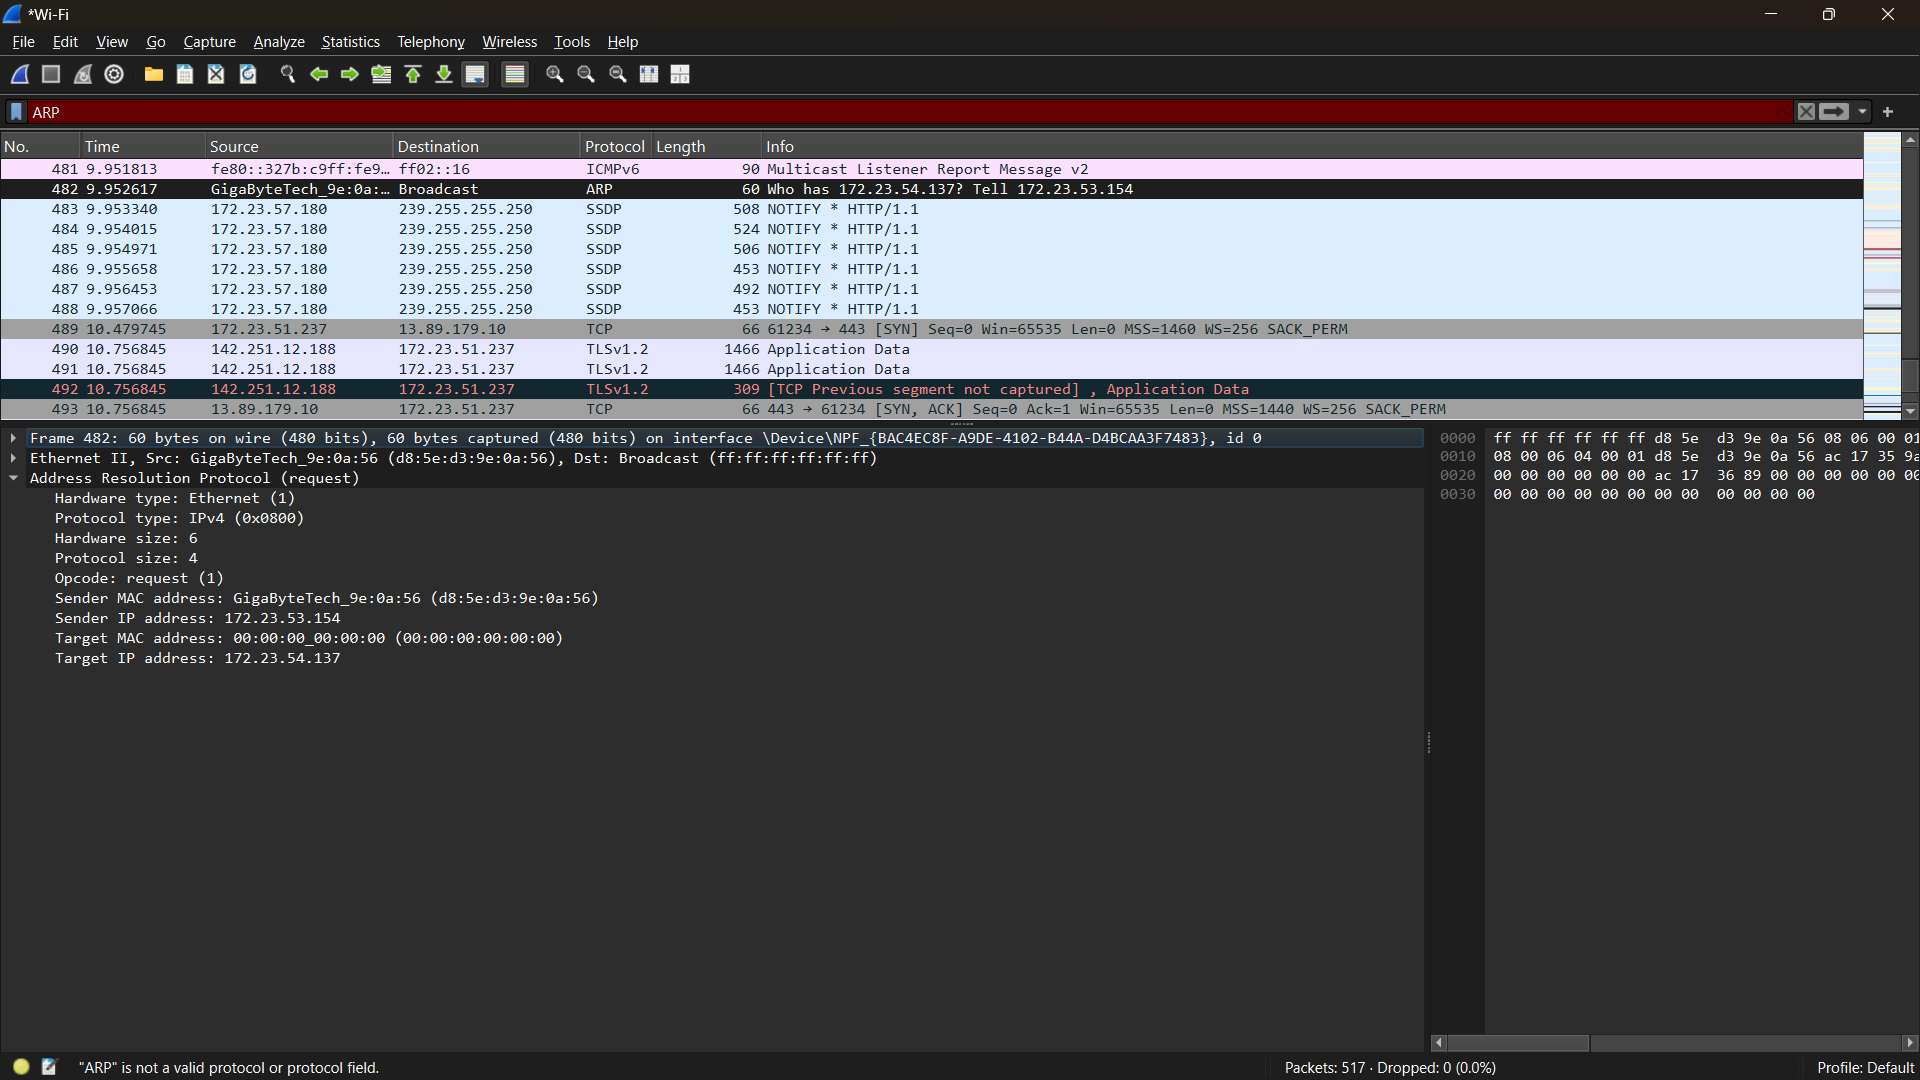 *Wi-Fi
File Edit View Go Capture Analyze Statistics Telephony Wireless Tools Help
ARP
No. Time Source Destination Protocol Length Info
481 9.951813 fe80::327b:c9ff:fe9… ff02::16 ICMPv6 90 Multicast Listener Report Message v2
482 9.952617 GigaByteTech_9e:0a:… Broadcast ARP 60 Who has 172.23.54.137? Tell 172.23.53.154
483 9.953340 172.23.57.180 239.255.255.250 SSDP 508 NOTIFY * HTTP/1.1
484 9.954015 172.23.57.180 239.255.255.250 SSDP 524 NOTIFY * HTTP/1.1
485 9.954971 172.23.57.180 239.255.255.250 SSDP 506 NOTIFY * HTTP/1.1
486 9.955658 172.23.57.180 239.255.255.250 SSDP 453 NOTIFY * HTTP/1.1
487 9.956453 172.23.57.180 239.255.255.250 SSDP 492 NOTIFY * HTTP/1.1
488 9.957066 172.23.57.180 239.255.255.250 SSDP 453 NOTIFY * HTTP/1.1
489 10.479745 172.23.51.237 13.89.179.10 TCP 66 61234 → 443 [SYN] Seq=0 Win=65535 Len=0 MSS=1460 WS=256 SACK_PERM
490 10.756845 142.251.12.188 172.23.51.237 TLSv1.2 1466 Application Data
491 10.756845 142.251.12.188 172.23.51.237 TLSv1.2 1466 Application Data
492 10.756845 142.251.12.188 172.23.51.237 TLSv1.2 309 [TCP Previous segment not captured] , Application Data
493 10.756845 13.89.179.10 172.23.51.237 TCP 66 443 → 61234 [SYN, ACK] Seq=0 Ack=1 Win=65535 Len=0 MSS=1440 WS=256 SACK_PERM
Frame 482: 60 bytes on wire (480 bits), 60 bytes captured (480 bits) on interface \Device\NPF_{BAC4EC8F-A9DE-4102-B44A-D4BCAA3F7483}, id 0
Ethernet II, Src: GigaByteTech_9e:0a:56 (d8:5e:d3:9e:0a:56), Dst: Broadcast (ff:ff:ff:ff:ff:ff)
Address Resolution Protocol (request)
Hardware type: Ethernet (1)
Protocol type: IPv4 (0x0800)
Hardware size: 6
Protocol size: 4
Opcode: request (1)
Sender MAC address: GigaByteTech_9e:0a:56 (d8:5e:d3:9e:0a:56)
Sender IP address: 172.23.53.154
Target MAC address: 00:00:00_00:00:00 (00:00:00:00:00:00)
Target IP address: 172.23.54.137
0000 ff ff ff ff ff ff d8 5e d3 9e 0a 56 08 06 00 01
0010 08 00 06 04 00 01 d8 5e d3 9e 0a 56 ac 17 35 9a
0020 00 00 00 00 00 00 ac 17 36 89 00 00 00 00 00 00
0030 00 00 00 00 00 00 00 00 00 00 00 00
"ARP" is not a valid protocol or protocol field.
Packets: 517 · Dropped: 0 (0.0%)
Profile: Default